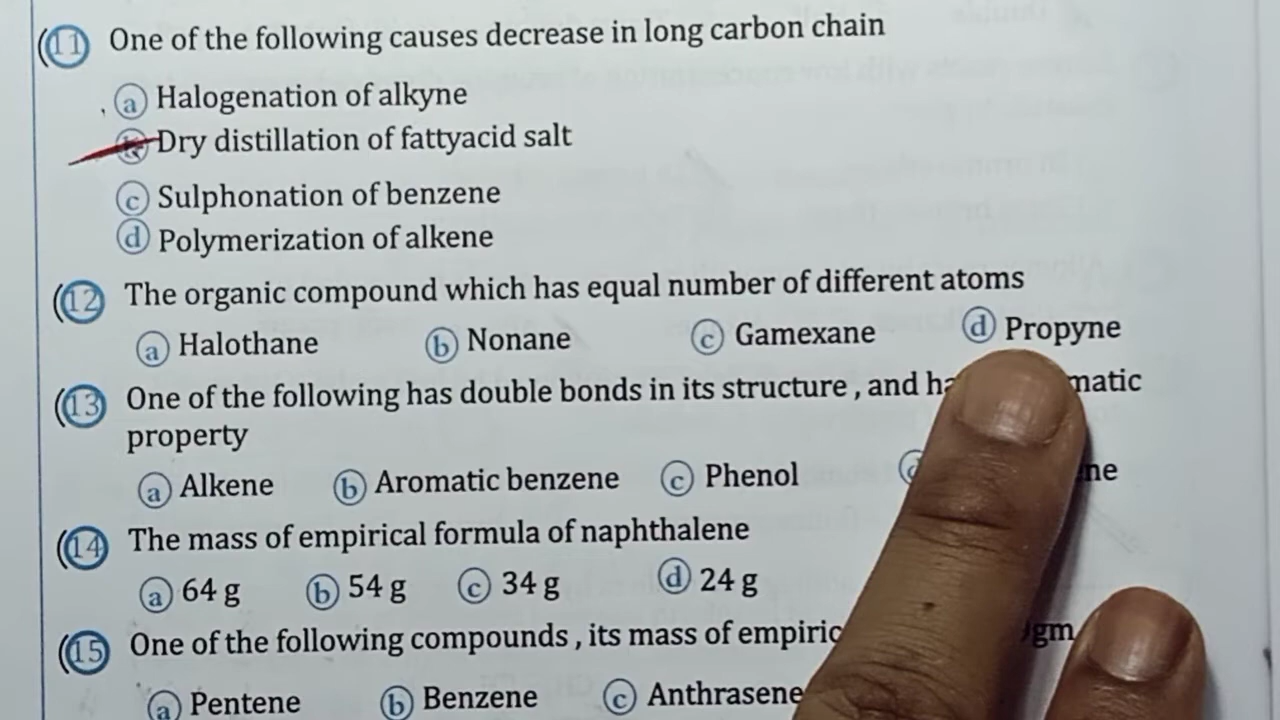 (11) One of the following causes decrease in long carbon chain
a Halogenation of alkyne
Dry distillation of fattyacid salt
c Sulphonation of benzene
d Polymerization of alkene
(12) The organic compound which has equal number of different atoms
a Halothane b Nonane c Gamexane d Propyne
(13) One of the following has double bonds in its structure , and
property
a Alkene b Aromatic benzene c Phenol
(14) The mass of empirical formula of naphthalene
a 64 g b 54 g c 34 g d 24 g
(15) One of the following compounds , its mass of
a Pentene b Benzene c Anthrasene